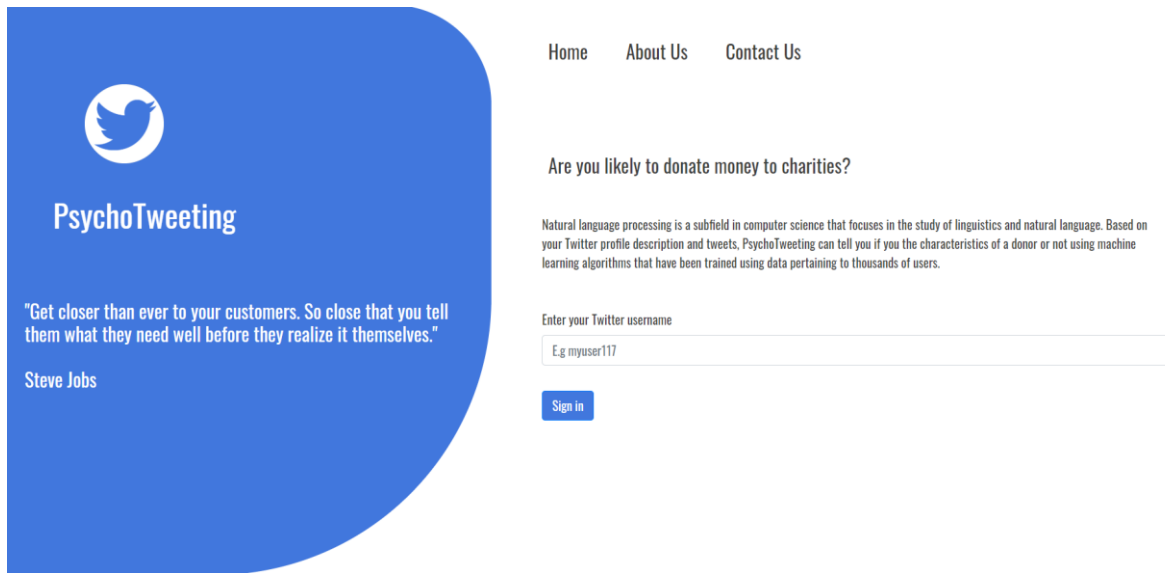 Home About Us Contact Us
PsychoTweeting
"Get closer than ever to your customers. So close that you tell
them what they need well before they realize it themselves."
Steve Jobs
Are you likely to donate money to charities?
Natural language processing is a subfield in computer science that focuses in the study of linguistics and natural language. Based on
your Twitter profile description and tweets, PsychoTweeting can tell you if you the characteristics of a donor or not using machine
learning algorithms that have been trained using data pertaining to thousands of users.
Enter your Twitter username
E.g myuser117
Sign in